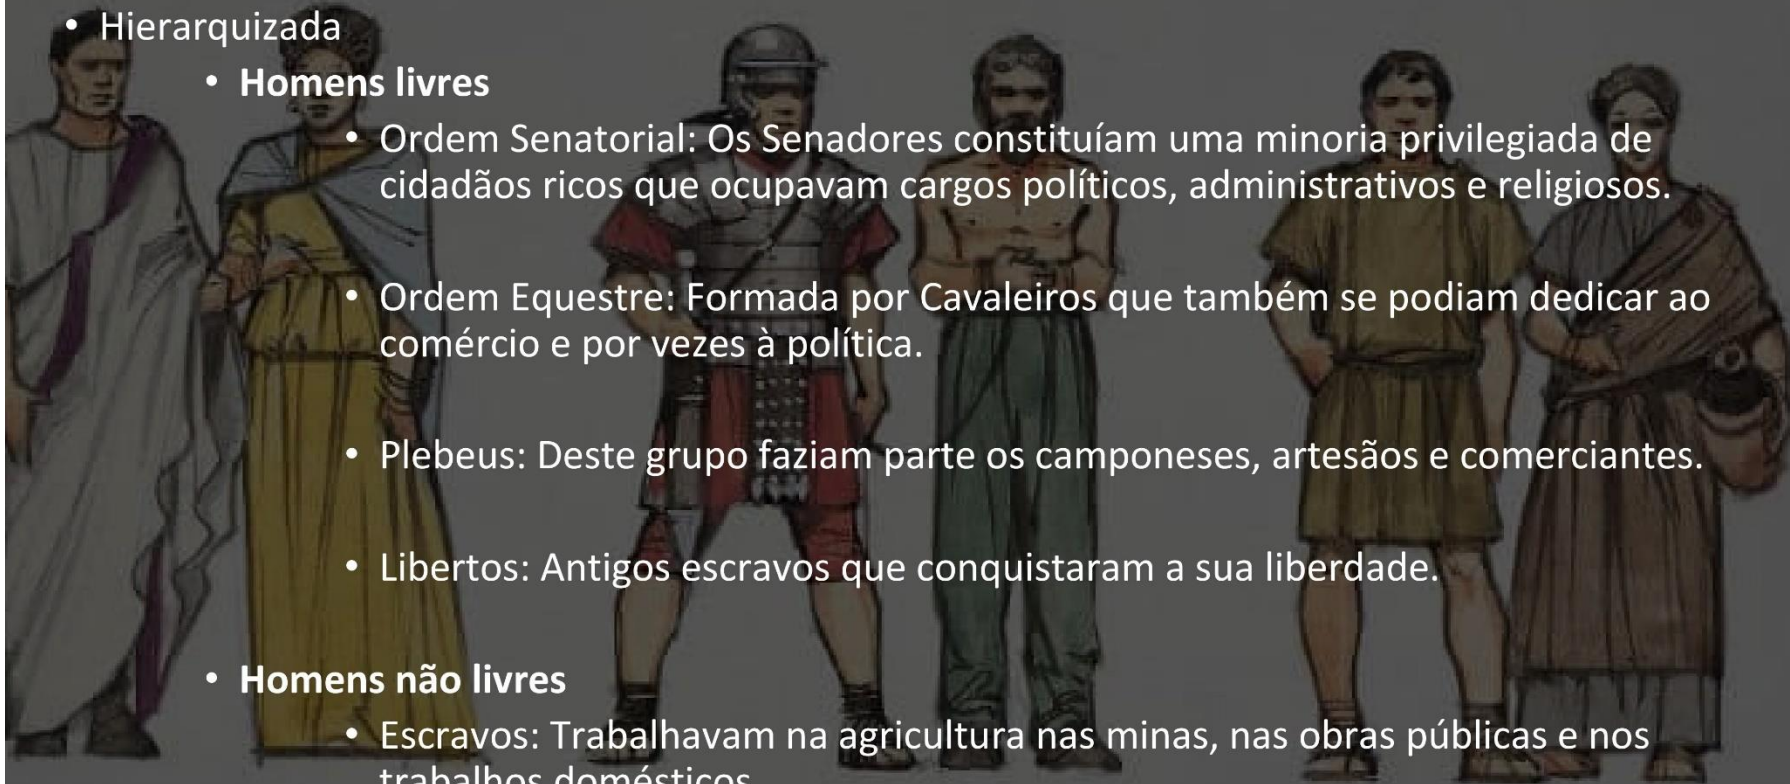 • Hierarquizada
• Homens livres
• Ordem Senatorial: Os Senadores constituíam uma minoria privilegiada de
cidadãos ricos que ocupavam cargos políticos, administrativos e religiosos.
• Ordem Equestre: Formada por Cavaleiros que também se podiam dedicar ao
comércio e por vezes à política.
• Plebeus: Deste grupo faziam parte os camponeses, artesãos e comerciantes.
• Libertos: Antigos escravos que conquistaram a sua liberdade.
• Homens não livres
• Escravos: Trabalhavam na agricultura nas minas, nas obras públicas e nos
trabalhos domésticos